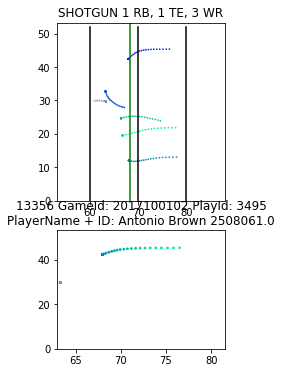 SHOTGUN 1 RB, 1 TE, 3 WR
50
40
30
20
10
0
60 70 80
13356 GameId: 2017100102 PlayId: 3495
PlayerName + ID: Antonio Brown 2508061.0
40
20
0
65 70 75 80